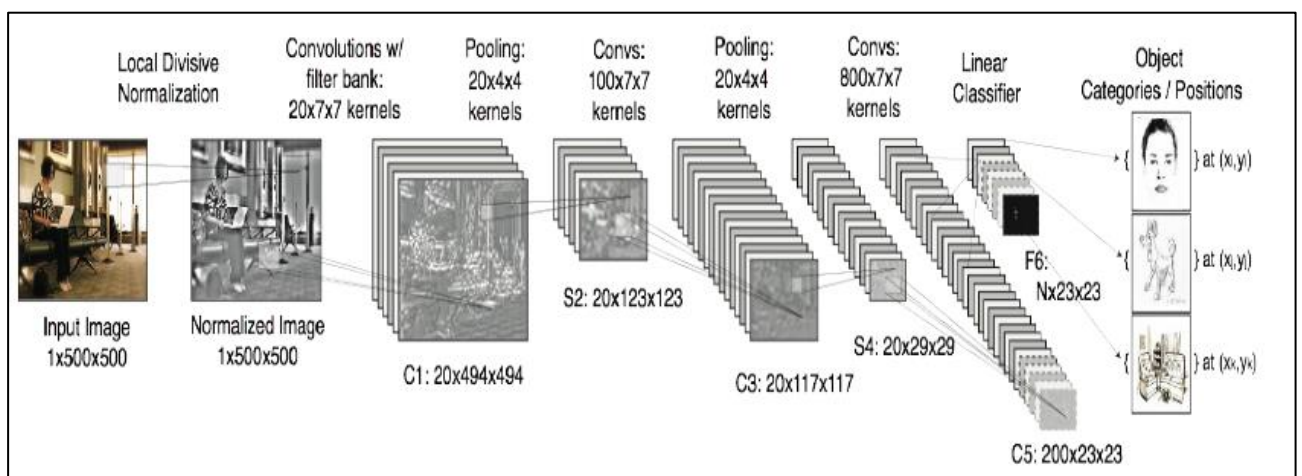 Local Divisive
Normalization
Convolutions w/
filter bank:
20x7x7 kernels
Pooling:
20x4x4
kernels
Convs:
100x7x7
kernels
Pooling:
20x4x4
kernels
Convs:
800x7x7
kernels
Linear
Classifier
Object
Categories / Positions
{ } at (xi,yi)
{ } at (xj,yj)
{ } at (xk,yk)
Input Image
1x500x500
Normalized Image
1x500x500
C1: 20x494x494
S2: 20x123x123
C3: 20x117x117
S4: 20x29x29
C5: 200x23x23
F6:
Nx23x23